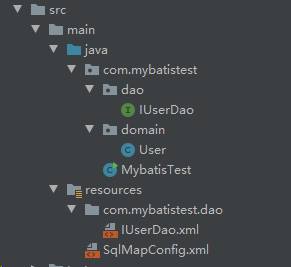 src
main
java
com.mybatistest
dao
IUserDao
domain
User
MybatisTest
resources
com.mybatistest.dao
IUserDao.xml
SqlMapConfig.xml